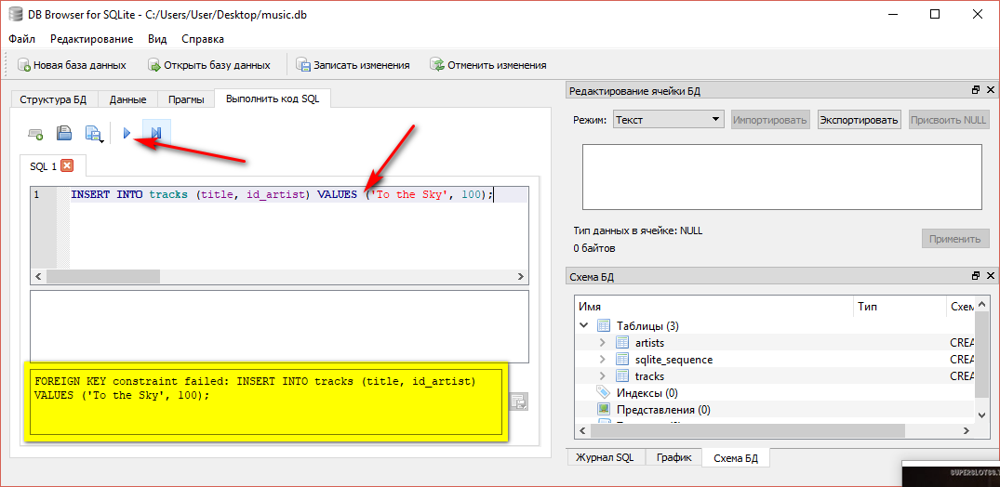 DB Browser for SQLite - C:/Users/User/Desktop/music.db
Файл Редактирование Вид Справка
Новая база данных Открыть базу данных Записать изменения Отменить изменения
Структура БД Данные Прагмы Выполнить код SQL
SQL 1
1 INSERT INTO tracks (title, id_artist) VALUES ('To the Sky', 100);
FOREIGN KEY constraint failed: INSERT INTO tracks (title, id_artist)
VALUES ('To the Sky', 100);
Редактирование ячейки БД
Режим: Текст Импортировать Экспортировать Присвоить NULL
Тип данных в ячейке: NULL
0 байтов
Применить
Схема БД
Имя Тип Схем
Таблицы (3)
artists CREA
sqlite_sequence CREA
tracks CREA
Индексы (0)
Представления (0)
Журнал SQL График Схема БД